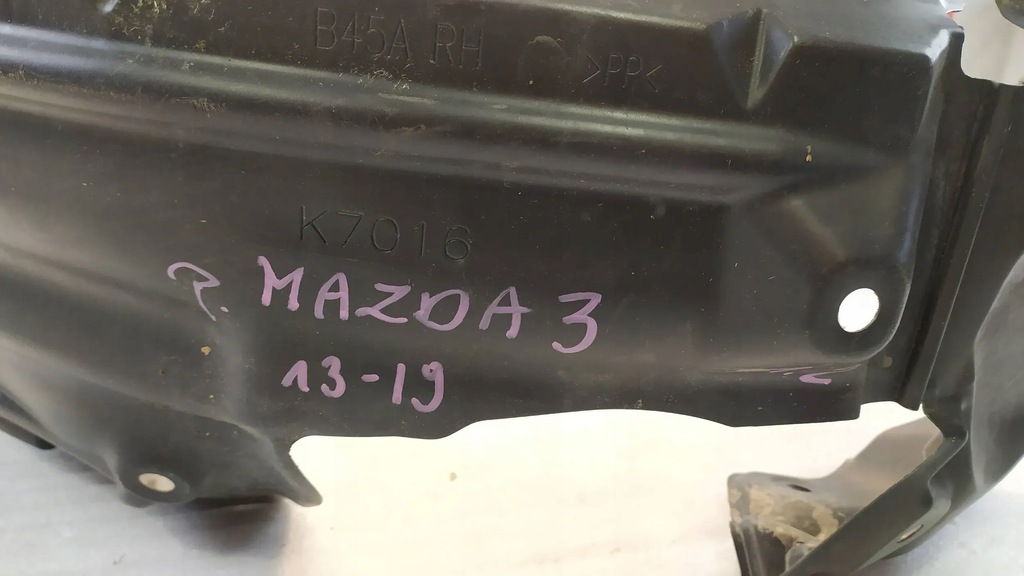 B45A RH >PP<
K7016
P. MAZDA 3
13-19